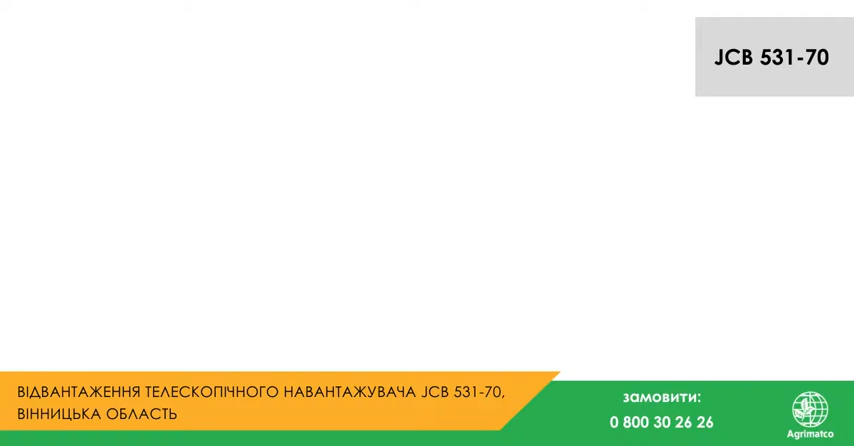 JCB 531-70
ВІДВАНТАЖЕННЯ ТЕЛЕСКОПІЧНОГО НАВАНТАЖУВАЧА JCB 531-70,
ВІННИЦЬКА ОБЛАСТЬ
замовити:
0 800 30 26 26
Agrimatco